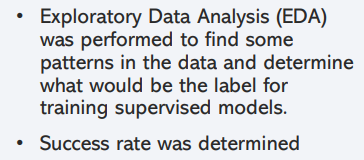 • Exploratory Data Analysis (EDA)
was performed to find some
patterns in the data and determine
what would be the label for
training supervised models.
• Success rate was determined